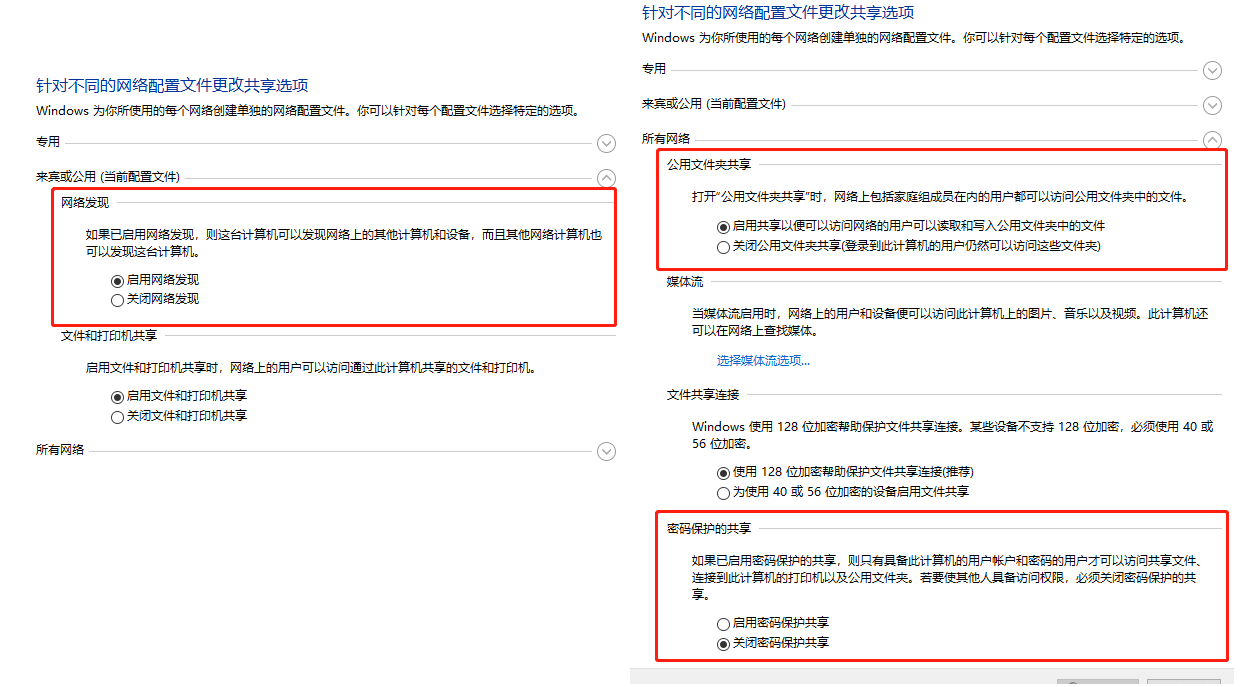 针对不同的网络配置文件更改共享选项
Windows 为你所使用的每个网络创建单独的网络配置文件。你可以针对每个配置文件选择特定的选项。
专用
来宾或公用 (当前配置文件)
网络发现
如果已启用网络发现，则这台计算机可以发现网络上的其他计算机和设备，而且其他网络计算机也
可以发现这台计算机。
启用网络发现
关闭网络发现
文件和打印机共享
启用文件和打印机共享时，网络上的用户可以访问通过此计算机共享的文件和打印机。
启用文件和打印机共享
关闭文件和打印机共享
所有网络
针对不同的网络配置文件更改共享选项
Windows 为你所使用的每个网络创建单独的网络配置文件。你可以针对每个配置文件选择特定的选项。
专用
来宾或公用 (当前配置文件)
所有网络
公用文件夹共享
打开“公用文件夹共享”时，网络上包括家庭组成员在内的用户都可以访问公用文件夹中的文件。
启用共享以便可以访问网络的用户可以读取和写入公用文件夹中的文件
关闭公用文件夹共享(登录到此计算机的用户仍然可以访问这些文件夹)
媒体流
当媒体流启用时，网络上的用户和设备便可以访问此计算机上的图片、音乐以及视频。此计算机还
可以在网络上查找媒体。
选择媒体流选项...
文件共享连接
Windows 使用 128 位加密帮助保护文件共享连接。某些设备不支持 128 位加密，必须使用 40 或
56 位加密。
使用 128 位加密帮助保护文件共享连接(推荐)
为使用 40 或 56 位加密的设备启用文件共享
密码保护的共享
如果已启用密码保护的共享，则只有具备此计算机的用户帐户和密码的用户才可以访问共享文件、
连接到此计算机的打印机以及公用文件夹。若要使其他人具备访问权限，必须关闭密码保护的共
享。
启用密码保护共享
关闭密码保护共享